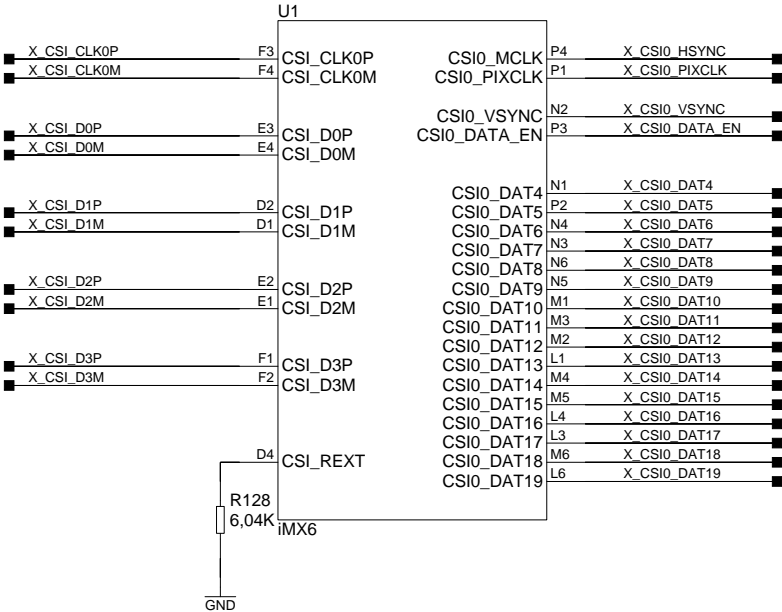 U1
X_CSI_CLK0P F3 CSI_CLK0P CSI0_MCLK P4 X_CSI0_HSYNC
X_CSI_CLK0M F4 CSI_CLK0M CSI0_PIXCLK P1 X_CSI0_PIXCLK
CSI0_VSYNC N2 X_CSI0_VSYNC
X_CSI_D0P E3 CSI_D0P CSI0_DATA_EN P3 X_CSI0_DATA_EN
X_CSI_D0M E4 CSI_D0M
CSI0_DAT4 N1 X_CSI0_DAT4
X_CSI_D1P D2 CSI_D1P CSI0_DAT5 P2 X_CSI0_DAT5
X_CSI_D1M D1 CSI_D1M CSI0_DAT6 N4 X_CSI0_DAT6
CSI0_DAT7 N3 X_CSI0_DAT7
CSI0_DAT8 N6 X_CSI0_DAT8
X_CSI_D2P E2 CSI_D2P CSI0_DAT9 N5 X_CSI0_DAT9
X_CSI_D2M E1 CSI_D2M CSI0_DAT10 M1 X_CSI0_DAT10
CSI0_DAT11 M3 X_CSI0_DAT11
CSI0_DAT12 M2 X_CSI0_DAT12
X_CSI_D3P F1 CSI_D3P CSI0_DAT13 L1 X_CSI0_DAT13
X_CSI_D3M F2 CSI_D3M CSI0_DAT14 M4 X_CSI0_DAT14
CSI0_DAT15 M5 X_CSI0_DAT15
CSI0_DAT16 L4 X_CSI0_DAT16
CSI0_DAT17 L3 X_CSI0_DAT17
D4 CSI_REXT CSI0_DAT18 M6 X_CSI0_DAT18
CSI0_DAT19 L6 X_CSI0_DAT19
R128
6,04K
iMX6
GND